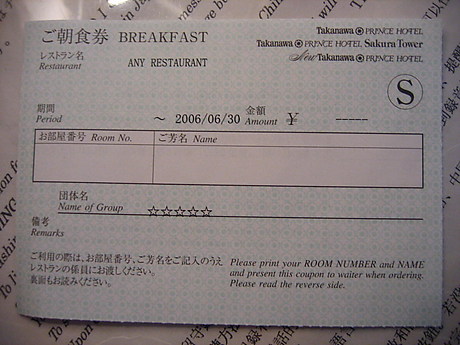 ご朝食券 BREAKFAST
Takanawa PRINCE HOTEL
Takanawa PRINCE HOTEL Sakura Tower
New Takanawa PRINCE HOTEL
レストラン名
Restaurant
ANY RESTAURANT
S
期間
Period
～ 2006/06/30
金額
Amount ¥ -----
お部屋番号 Room No.
ご芳名 Name
団体名
Name of Group
☆☆☆☆☆
備考
Remarks
ご利用の際は、お部屋番号、ご芳名をご記入のうえ
レストランの係員にお渡しください。
裏面もお読みください。
Please print your ROOM NUMBER and NAME
and present this coupon to waiter when ordering.
Please read the reverse side.